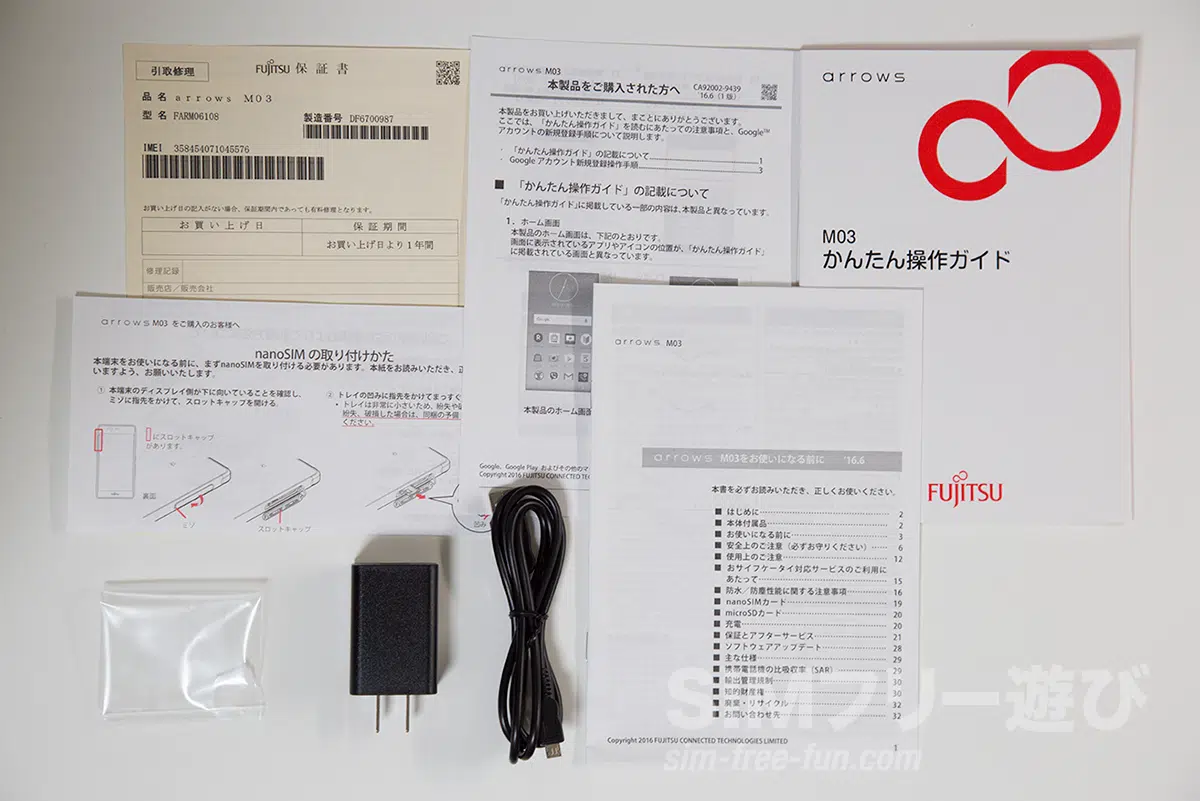 引取修理
FUJITSU 保証書
品名 arrows M03
型名 FARM06108
製造番号 DF6700987
IMEI 358454071045576
お買い上げ日の記入がない場合、保証期間内であっても有料修理となります。
お買い上げ日 保証期間
お買い上げ日より1年間
修理記録
販売店/販売会社
arrows M03
本製品をご購入された方へ
CA92002-9439
'16.6(1版)
本製品をお買い上げいただきまして、まことにありがとうございます。
ここでは、「かんたん操作ガイド」を読むにあたっての注意事項と、Google™
アカウントの新規登録手順について説明します。
・「かんたん操作ガイド」の記載について 1
・Google アカウント新規登録操作手順 3
■ 「かんたん操作ガイド」の記載について
「かんたん操作ガイド」に掲載している一部の内容は、本製品と異なっています。
1. ホーム画面
本製品のホーム画面は、下記のとおりです。
画面に表示されているアプリやアイコンの位置が、「かんたん操作ガイド」
に掲載されている画面と異なっています。
本製品のホーム画面
Google、Google Play およびその他のマ
Copyright 2016 FUJITSU CONNECTED TEC
arrows
M03
かんたん操作ガイド
FUJITSU
arrows M03 をご購入のお客様へ
nanoSIM の取り付けかた
本端末をお使いになる前に、まずnanoSIMを取り付ける必要があります。本紙をお読みいただき、正
いますよう、お願いいたします。
① 本端末のディスプレイ側が下に向いていることを確認し、
ミゾに指先をかけて、スロットキャップを開ける。
② トレイの凹みに指先をかけてまっすぐ
・トレイは非常に小さいため、紛失や破
紛失、破損した場合は、同梱の予備
ください。
にスロットキャップ
があります。
裏面
ミゾ
スロットキャップ
凹み
arrows M03
arrows M03をお使いになる前に '16.6
本書を必ずお読みいただき、正しくお使いください。
■ はじめに 2
■ 本体付属品 2
■ お使いになる前に 3
■ 安全上のご注意(必ずお守りください) 6
■ 使用上のご注意 12
■ おサイフケータイ対応サービスのご利用に
あたって 15
■ 防水/防塵性能に関する注意事項 16
■ nanoSIMカード 19
■ microSDカード 20
■ 充電 20
■ 保証とアフターサービス 21
■ ソフトウェアアップデート 28
■ 主な仕様 29
■ 携帯電話機の比吸収率(SAR) 29
■ 輸出管理規制 30
■ 知的財産権 30
■ 廃棄・リサイクル 32
■ お問い合わせ先 32
Copyright 2016 FUJITSU CONNECTED TECHNOLOGIES LIMITED
1
SIMフリー遊び
sim-free-fun.com